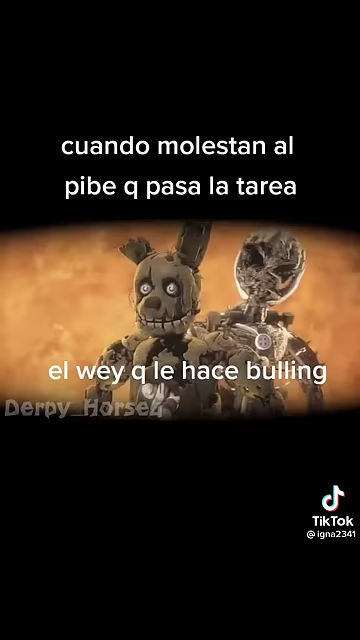 cuando molestan al
pibe q pasa la tarea
el wey q le hace bulling
Derpy_Horse4
TikTok
@igna2341